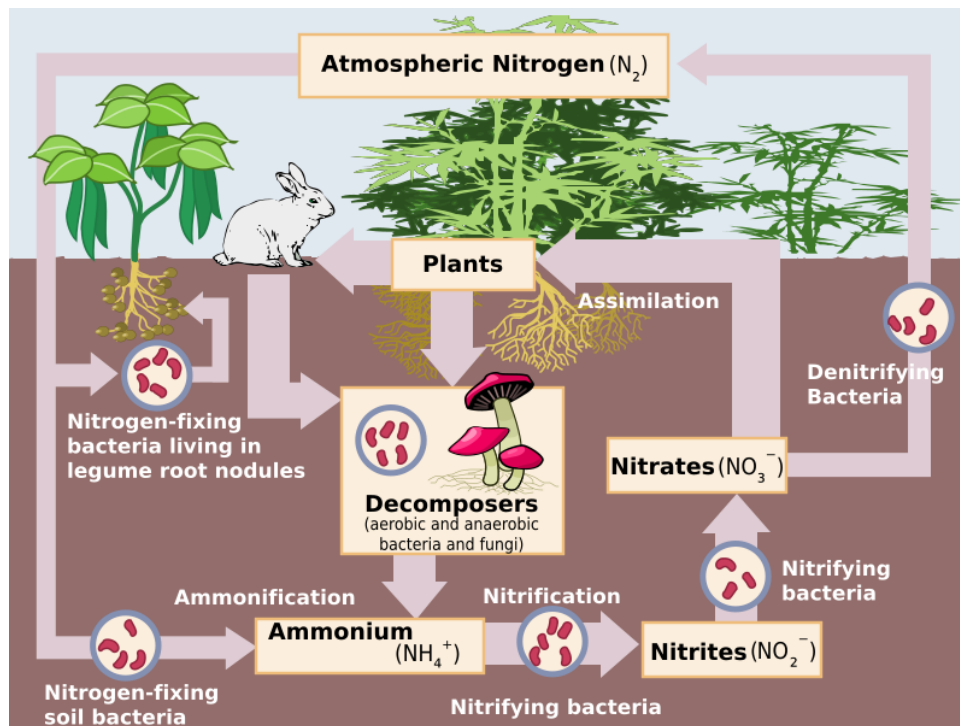 Atmospheric Nitrogen (N₂)
Plants
Assimilation
Denitrifying
Bacteria
Nitrogen-fixing
bacteria living in
legume root nodules
Nitrates (NO₃⁻)
Decomposers
(aerobic and anaerobic
bacteria and fungi)
Nitrifying
bacteria
Ammonification
Nitrification
Ammonium
(NH₄⁺)
Nitrites (NO₂⁻)
Nitrogen-fixing
soil bacteria
Nitrifying bacteria